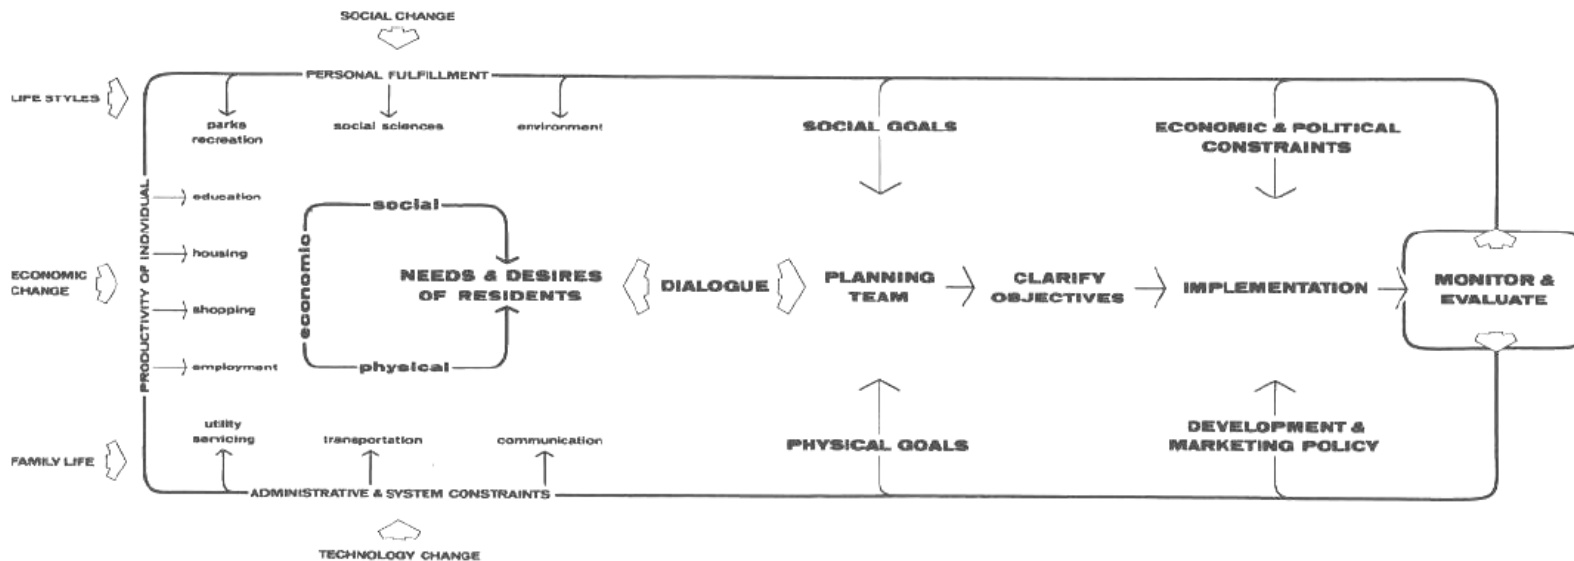 SOCIAL CHANGE
PERSONAL FULFILLMENT
LIFE STYLES
parks
recreation
social sciences
environment
SOCIAL GOALS
ECONOMIC & POLITICAL
CONSTRAINTS
PRODUCTIVITY OF INDIVIDUAL
education
housing
shopping
employment
social
economic
physical
ECONOMIC
CHANGE
NEEDS & DESIRES
OF RESIDENTS
DIALOGUE
PLANNING
TEAM
CLARIFY
OBJECTIVES
IMPLEMENTATION
MONITOR &
EVALUATE
utility
servicing
transportation
communication
PHYSICAL GOALS
DEVELOPMENT &
MARKETING POLICY
FAMILY LIFE
ADMINISTRATIVE & SYSTEM CONSTRAINTS
TECHNOLOGY CHANGE